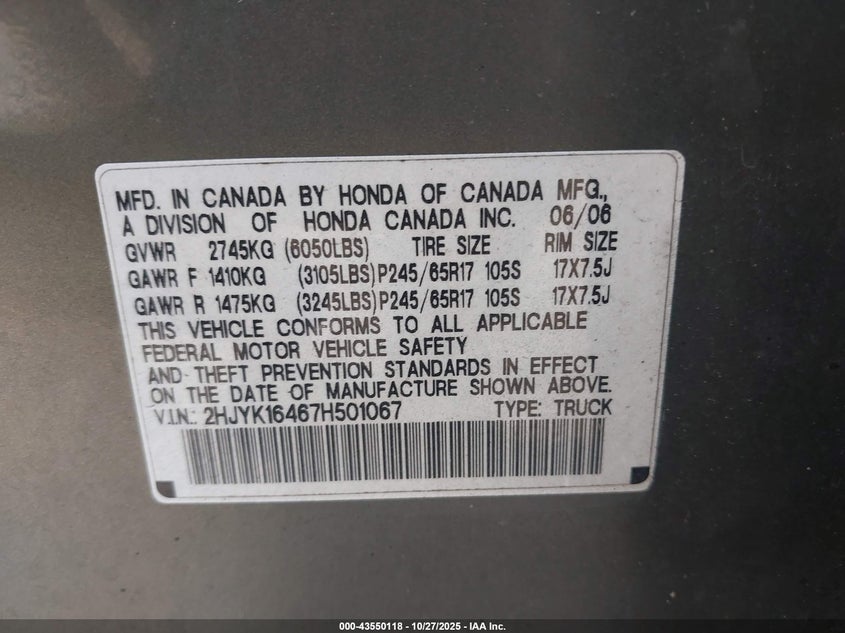 MFD. IN CANADA BY HONDA OF CANADA MFG.,
A DIVISION OF HONDA CANADA INC. 06/06
GVWR 2745KG (6050LBS) TIRE SIZE RIM SIZE
GAWR F 1410KG (3105LBS) P245/65R17 105S 17X7.5J
GAWR R 1475KG (3245LBS) P245/65R17 105S 17X7.5J
THIS VEHICLE CONFORMS TO ALL APPLICABLE
FEDERAL MOTOR VEHICLE SAFETY
AND THEFT PREVENTION STANDARDS IN EFFECT
ON THE DATE OF MANUFACTURE SHOWN ABOVE.
V.I.N.: 2HJYK16467H501067 TYPE: TRUCK
000-43550118 - 10/27/2025 - IAA Inc.